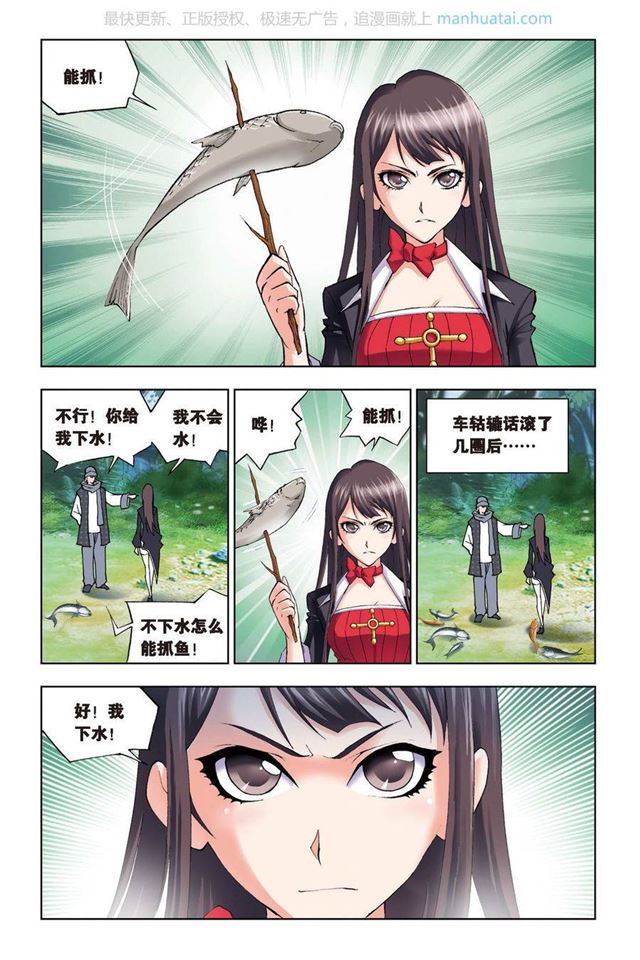 最快更新、正版授权、极速无广告，追漫画就上 manhuatai.com
能抓！
不行！你给
我下水！
我不会
水！
不下水怎么
能抓鱼！
哗！
能抓！
车轱辘话滚了
几圈后……
好！我
下水！